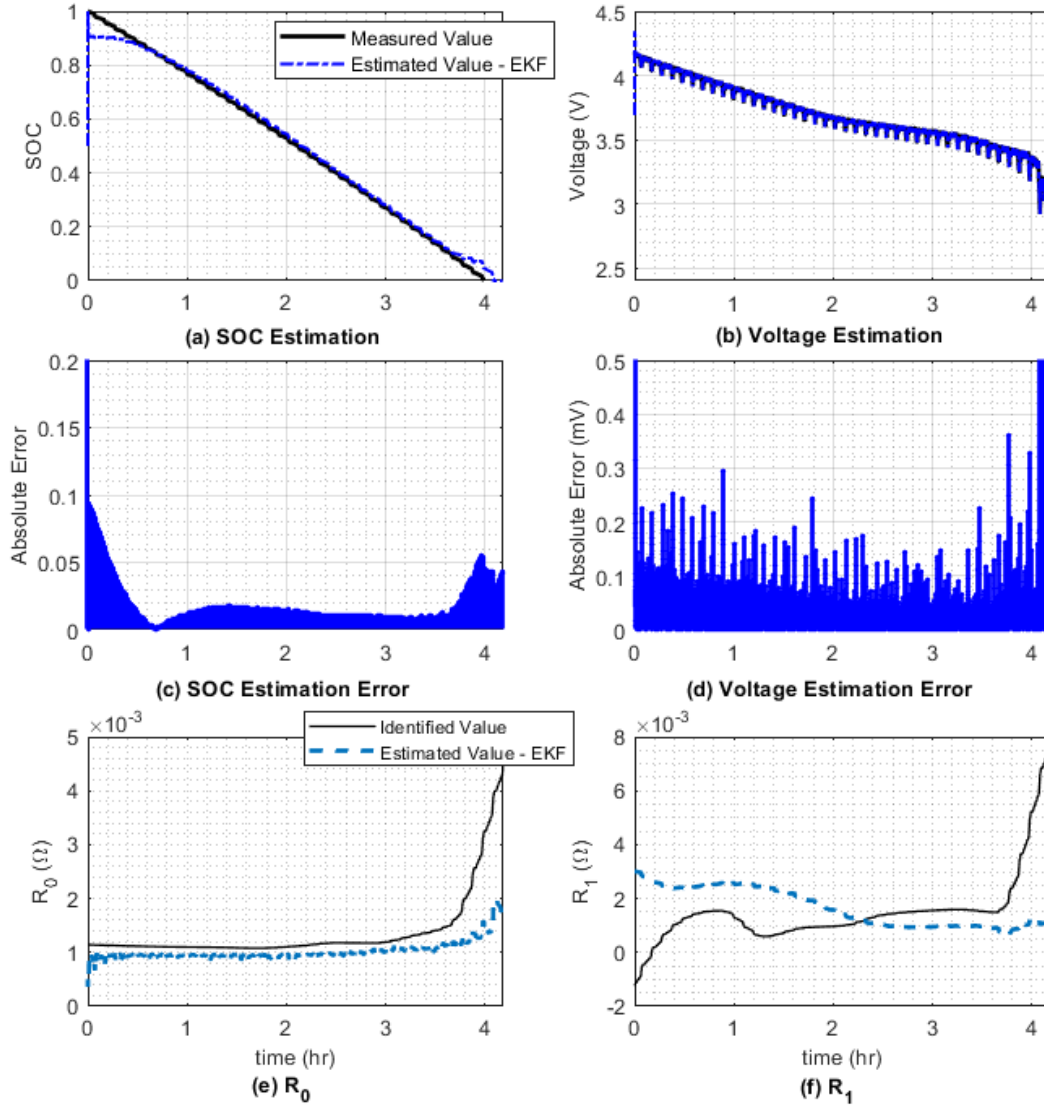 1
0.8
0.6
0.4
0.2
0
SOC
Measured Value
Estimated Value - EKF
0 1 2 3 4
(a) SOC Estimation
4.5
4
3.5
3
2.5
Voltage (V)
0 1 2 3 4
(b) Voltage Estimation
0.2
0.15
0.1
0.05
0
Absolute Error
0 1 2 3 4
(c) SOC Estimation Error
0.5
0.4
0.3
0.2
0.1
0
Absolute Error (mV)
0 1 2 3 4
(d) Voltage Estimation Error
×10⁻³
5
4
3
2
1
0
R₀ (Ω)
Identified Value
Estimated Value - EKF
0 1 2 3 4
time (hr)
(e) R₀
×10⁻³
8
6
4
2
0
-2
R₁ (Ω)
0 1 2 3 4
time (hr)
(f) R₁